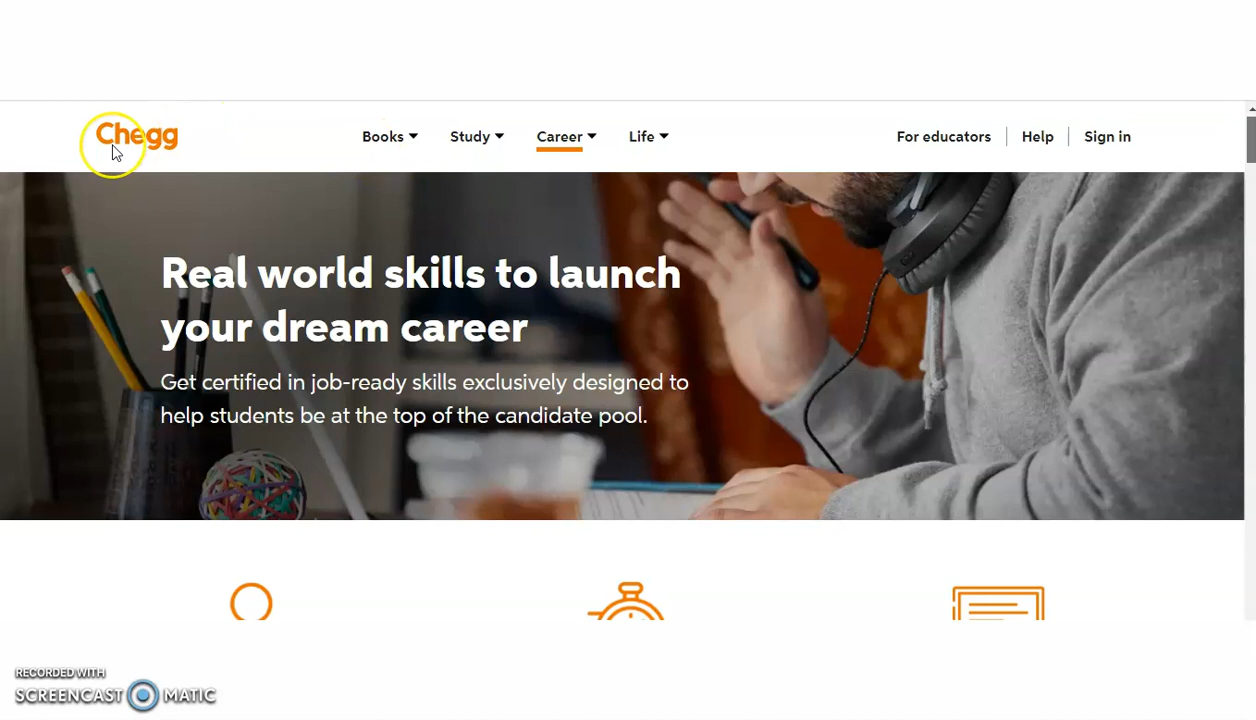 Chegg
Books
Study
Career
Life
For educators
Help
Sign in
Real world skills to launch
your dream career
Get certified in job-ready skills exclusively designed to
help students be at the top of the candidate pool.
RECORDED WITH
SCREENCAST MATIC